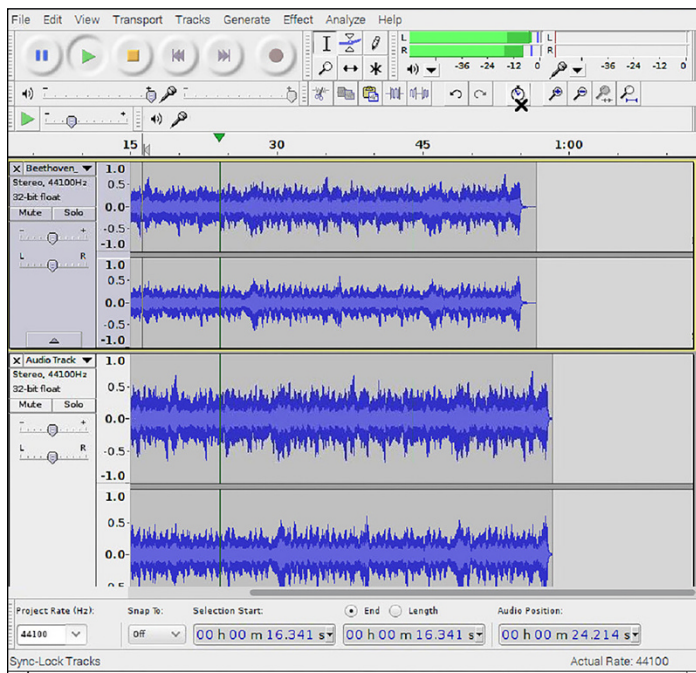 File Edit View Transport Tracks Generate Effect Analyze Help
L
R
-36 -24 -12 0
L
R
-36 -24 -12 0
15 30 45 1:00
X Beethoven_
Stereo, 44100Hz
32-bit float
Mute Solo
- +
L R
1.0
0.5-
0.0-
-0.5-
-1.0
1.0
0.5-
0.0-
-0.5-
-1.0
X Audio Track
Stereo, 44100Hz
32-bit float
Mute Solo
- +
L R
1.0
0.5-
0.0-
-0.5-
-1.0
1.0
0.5-
0.0-
Project Rate (Hz): Snap To: Selection Start: End Length Audio Position:
44100 Off 00 h 00 m 16.341 s 00 h 00 m 16.341 s 00 h 00 m 24.214 s
Sync-Lock Tracks Actual Rate: 44100